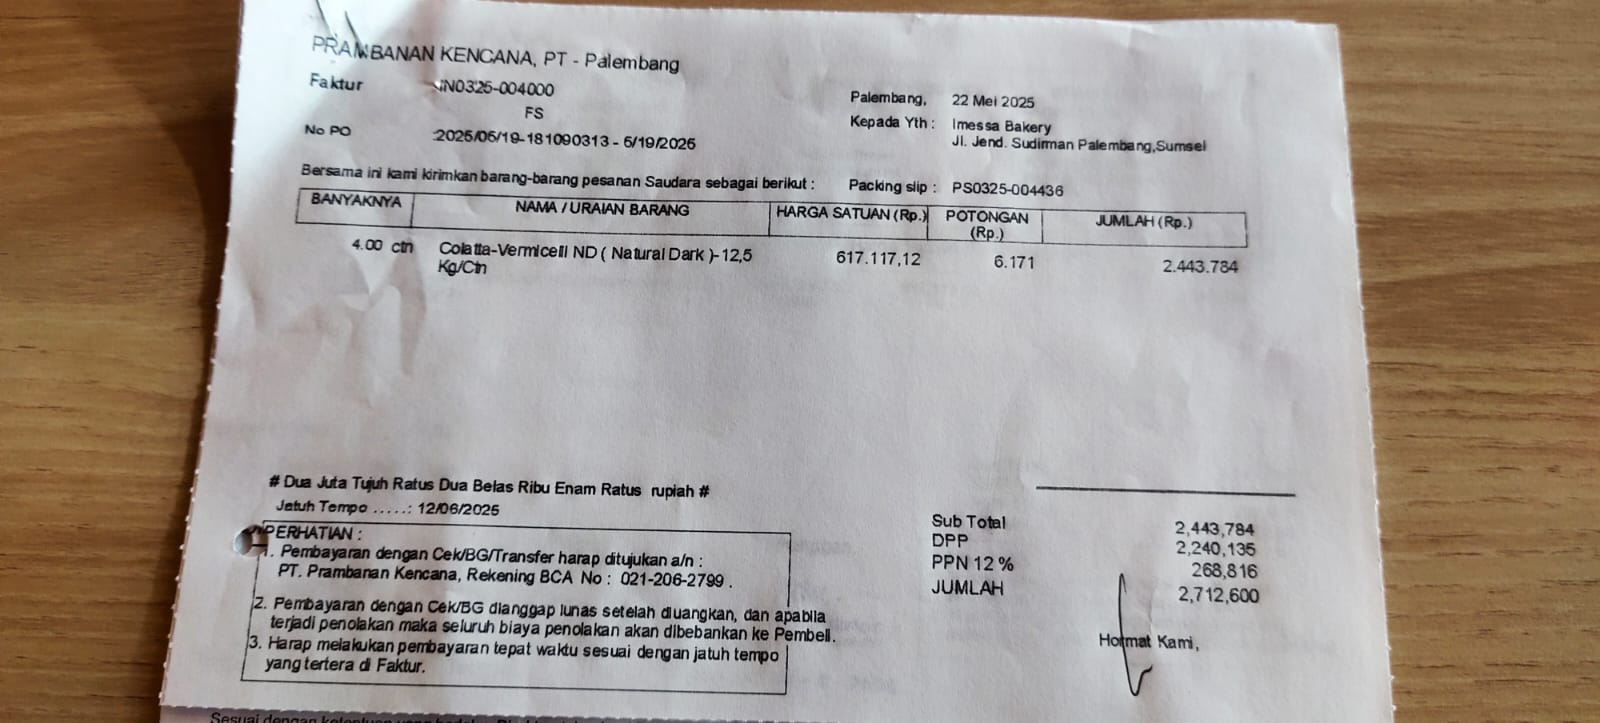 PRAMBANAN KENCANA, PT - Palembang
Faktur IN0325-004000
FS
No PO :2025/05/19-181090313 - 5/19/2025
Palembang, 22 Mei 2025
Kepada Yth : Imessa Bakery
Jl. Jend. Sudirman Palembang,Sumsel
Bersama ini kami kirimkan barang-barang pesanan Saudara sebagai berikut : Packing slip : PS0325-004436
BANYAKNYA NAMA / URAIAN BARANG HARGA SATUAN (Rp.) POTONGAN (Rp.) JUMLAH (Rp.)
4.00 ctn Colatta-Vermicelli ND ( Natural Dark )-12,5 617.117,12 6.171 2.443.784
Kg/Ctn
# Dua Juta Tujuh Ratus Dua Belas Ribu Enam Ratus rupiah #
Jatuh Tempo .....: 12/06/2025
PERHATIAN :
1. Pembayaran dengan Cek/BG/Transfer harap ditujukan a/n :
PT. Prambanan Kencana, Rekening BCA No : 021-206-2799 .
2. Pembayaran dengan Cek/BG dianggap lunas setelah diuangkan, dan apabila
terjadi penolakan maka seluruh biaya penolakan akan dibebankan ke Pembeli.
3. Harap melakukan pembayaran tepat waktu sesuai dengan jatuh tempo
yang tertera di Faktur.
Sub Total 2,443,784
DPP 2,240,135
PPN 12 % 268,816
JUMLAH 2,712,600
Hormat Kami,
Sesuai dengan ketentuan yang